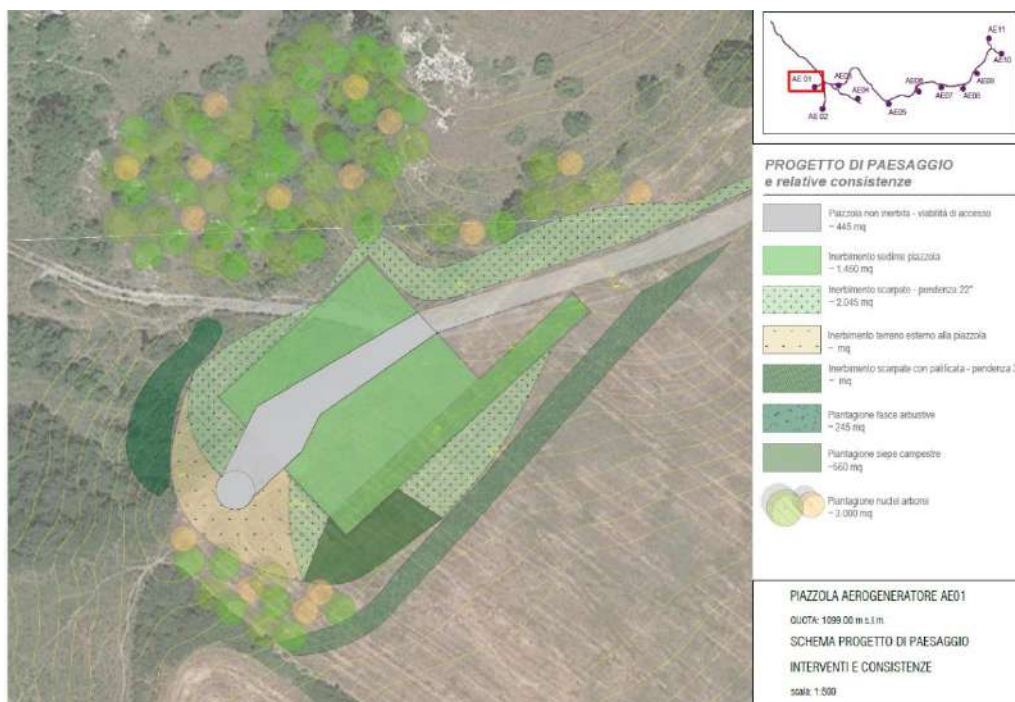 AE11
AE10
AE 01
AE03
AE04
AE06
AE09
AE05
AE07
AE08
AE 02
PROGETTO DI PAESAGGIO
e relative consistenze
Piazzola non inerbita - viabilità di accesso
~ 445 mq
Inerbimento sedime piazzola
~ 1.460 mq
Inerbimento scarpate - pendenza 22°
~ 2.045 mq
Inerbimento terreno esterno alla piazzola
~ mq
Inerbimento scarpate con palificata - pendenza
~ mq
Piantagione fasce arbustive
~ 245 mq
Piantagione siepe campestre
~560 mq
Piantagione nuclei arborei
~ 3.000 mq
PIAZZOLA AEROGENERATORE AE01
QUOTA: 1099.00 m s.l.m.
SCHEMA PROGETTO DI PAESAGGIO
INTERVENTI E CONSISTENZE
scala: 1:500